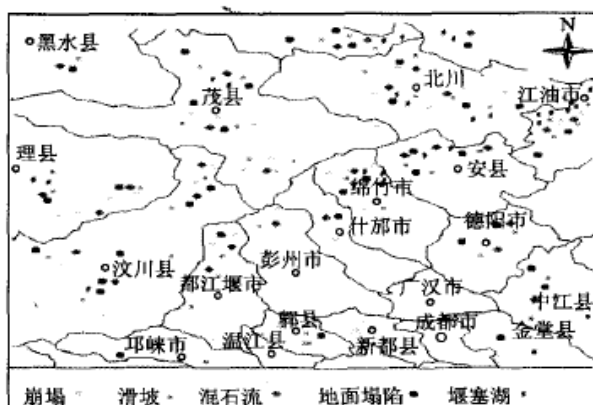 N
黑水县
北川
茂县
江油市
理县
安县
绵竹市
什邡市
德阳市
汶川县
彭州市
都江堰市
广汉市
中江县
郫县
成都市
金堂县
邛崃市
温江县
新都县
崩塌 滑坡 混石流 地面塌陷 堰塞湖